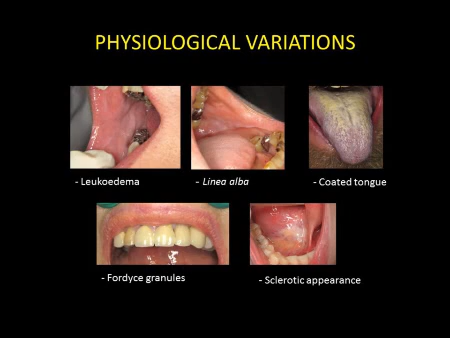 PHYSIOLOGICAL VARIATIONS
- Leukoedema
- Linea alba
- Coated tongue
- Fordyce granules
- Sclerotic appearance